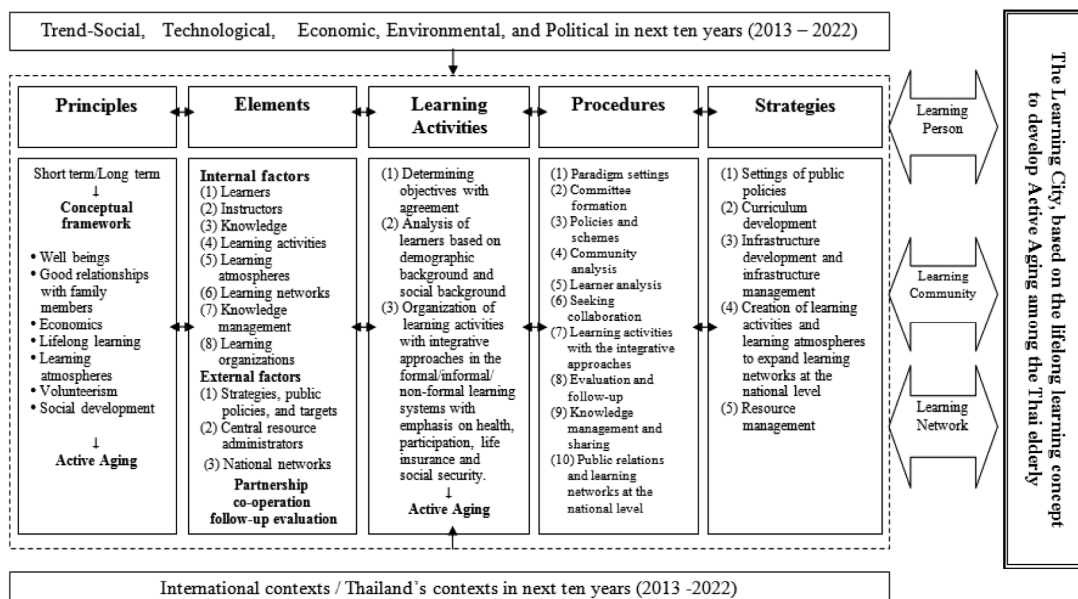 Trend-Social, Technological, Economic, Environmental, and Political in next ten years (2013 – 2022)
Principles
Elements
Learning
Activities
Procedures
Strategies
Short term/Long term
↓
Conceptual
framework
• Well beings
• Good relationships
with family
members
• Economics
• Lifelong learning
• Learning
atmospheres
• Volunteerism
• Social development
↓
Active Aging
Internal factors
(1) Learners
(2) Instructors
(3) Knowledge
(4) Learning activities
(5) Learning
atmospheres
(6) Learning networks
(7) Knowledge
management
(8) Learning
organizations
External factors
(1) Strategies, public
policies, and targets
(2) Central resource
administrators
(3) National networks
Partnership
co-operation
follow-up evaluation
(1) Determining
objectives with
agreement
(2) Analysis of
learners based on
demographic
background and
social background
(3) Organization of
learning activities
with integrative
approaches in the
formal/informal/
non-formal learning
systems with
emphasis on health,
participation, life
insurance and
social security.
↓
Active Aging
(1) Paradigm settings
(2) Committee
formation
(3) Policies and
schemes
(4) Community
analysis
(5) Learner analysis
(6) Seeking
collaboration
(7) Learning activities
with the integrative
approaches
(8) Evaluation and
follow-up
(9) Knowledge
management and
sharing
(10) Public relations
and learning
networks at the
national level
(1) Settings of public
policies
(2) Curriculum
development
(3) Infrastructure
development and
infrastructure
management
(4) Creation of learning
activities and
learning atmospheres
to expand learning
networks at the
national level
(5) Resource
management
Learning
Person
Learning
Community
Learning
Network
The Learning City, based on the lifelong learning concept
to develop Active Aging among the Thai elderly
International contexts / Thailand's contexts in next ten years (2013 -2022)